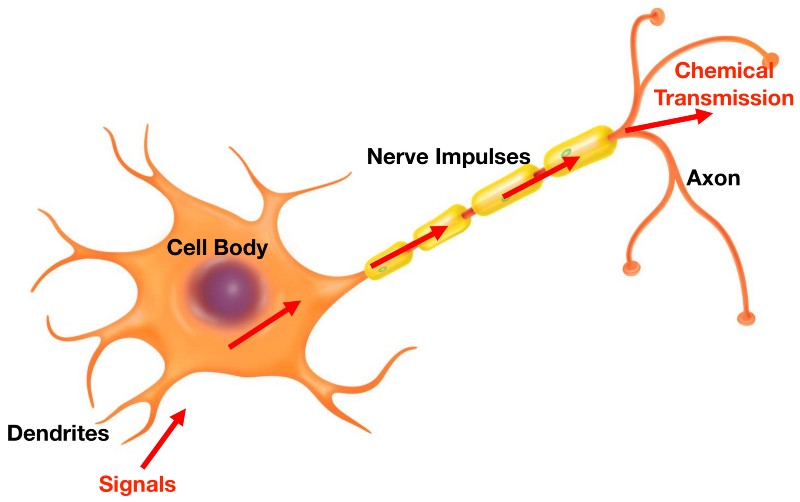 Chemical
Transmission
Nerve Impulses
Axon
Cell Body
Dendrites
Signals